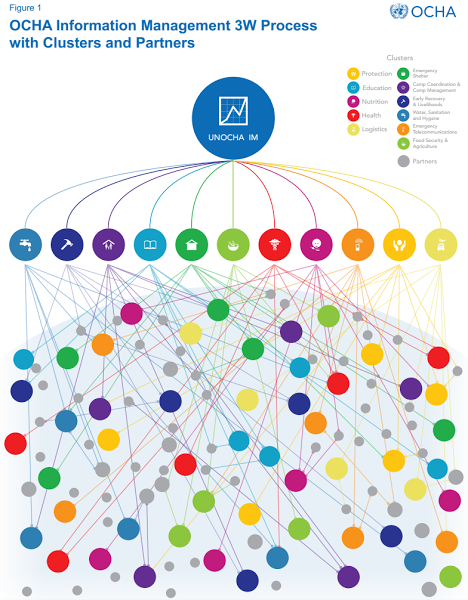 Figure 1
OCHA Information Management 3W Process
with Clusters and Partners
OCHA
Clusters
Protection
Education
Nutrition
Health
Logistics
Emergency
Shelter
Camp Coordination &
Camp Management
Early Recovery
& Livelihoods
Water, Sanitation
and Hygiene
Emergency
Telecommunications
Food Security &
Agriculture
Partners
UNOCHA IM